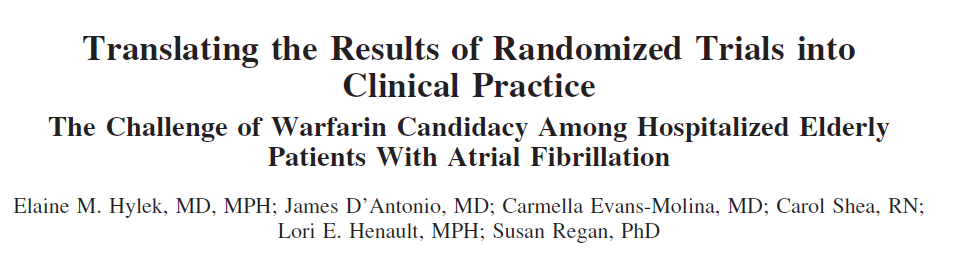 Translating the Results of Randomized Trials into
Clinical Practice
The Challenge of Warfarin Candidacy Among Hospitalized Elderly
Patients With Atrial Fibrillation
Elaine M. Hylek, MD, MPH; James D’Antonio, MD; Carmella Evans-Molina, MD; Carol Shea, RN;
Lori E. Henault, MPH; Susan Regan, PhD